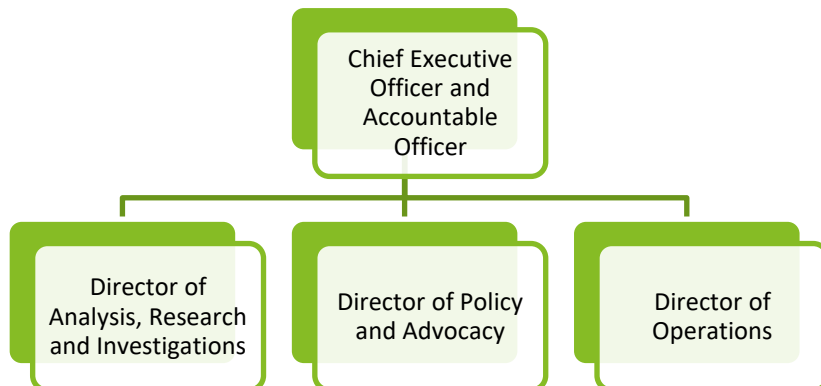 Chief Executive
Officer and
Accountable
Officer
Director of
Analysis, Research
and Investigations
Director of Policy
and Advocacy
Director of
Operations